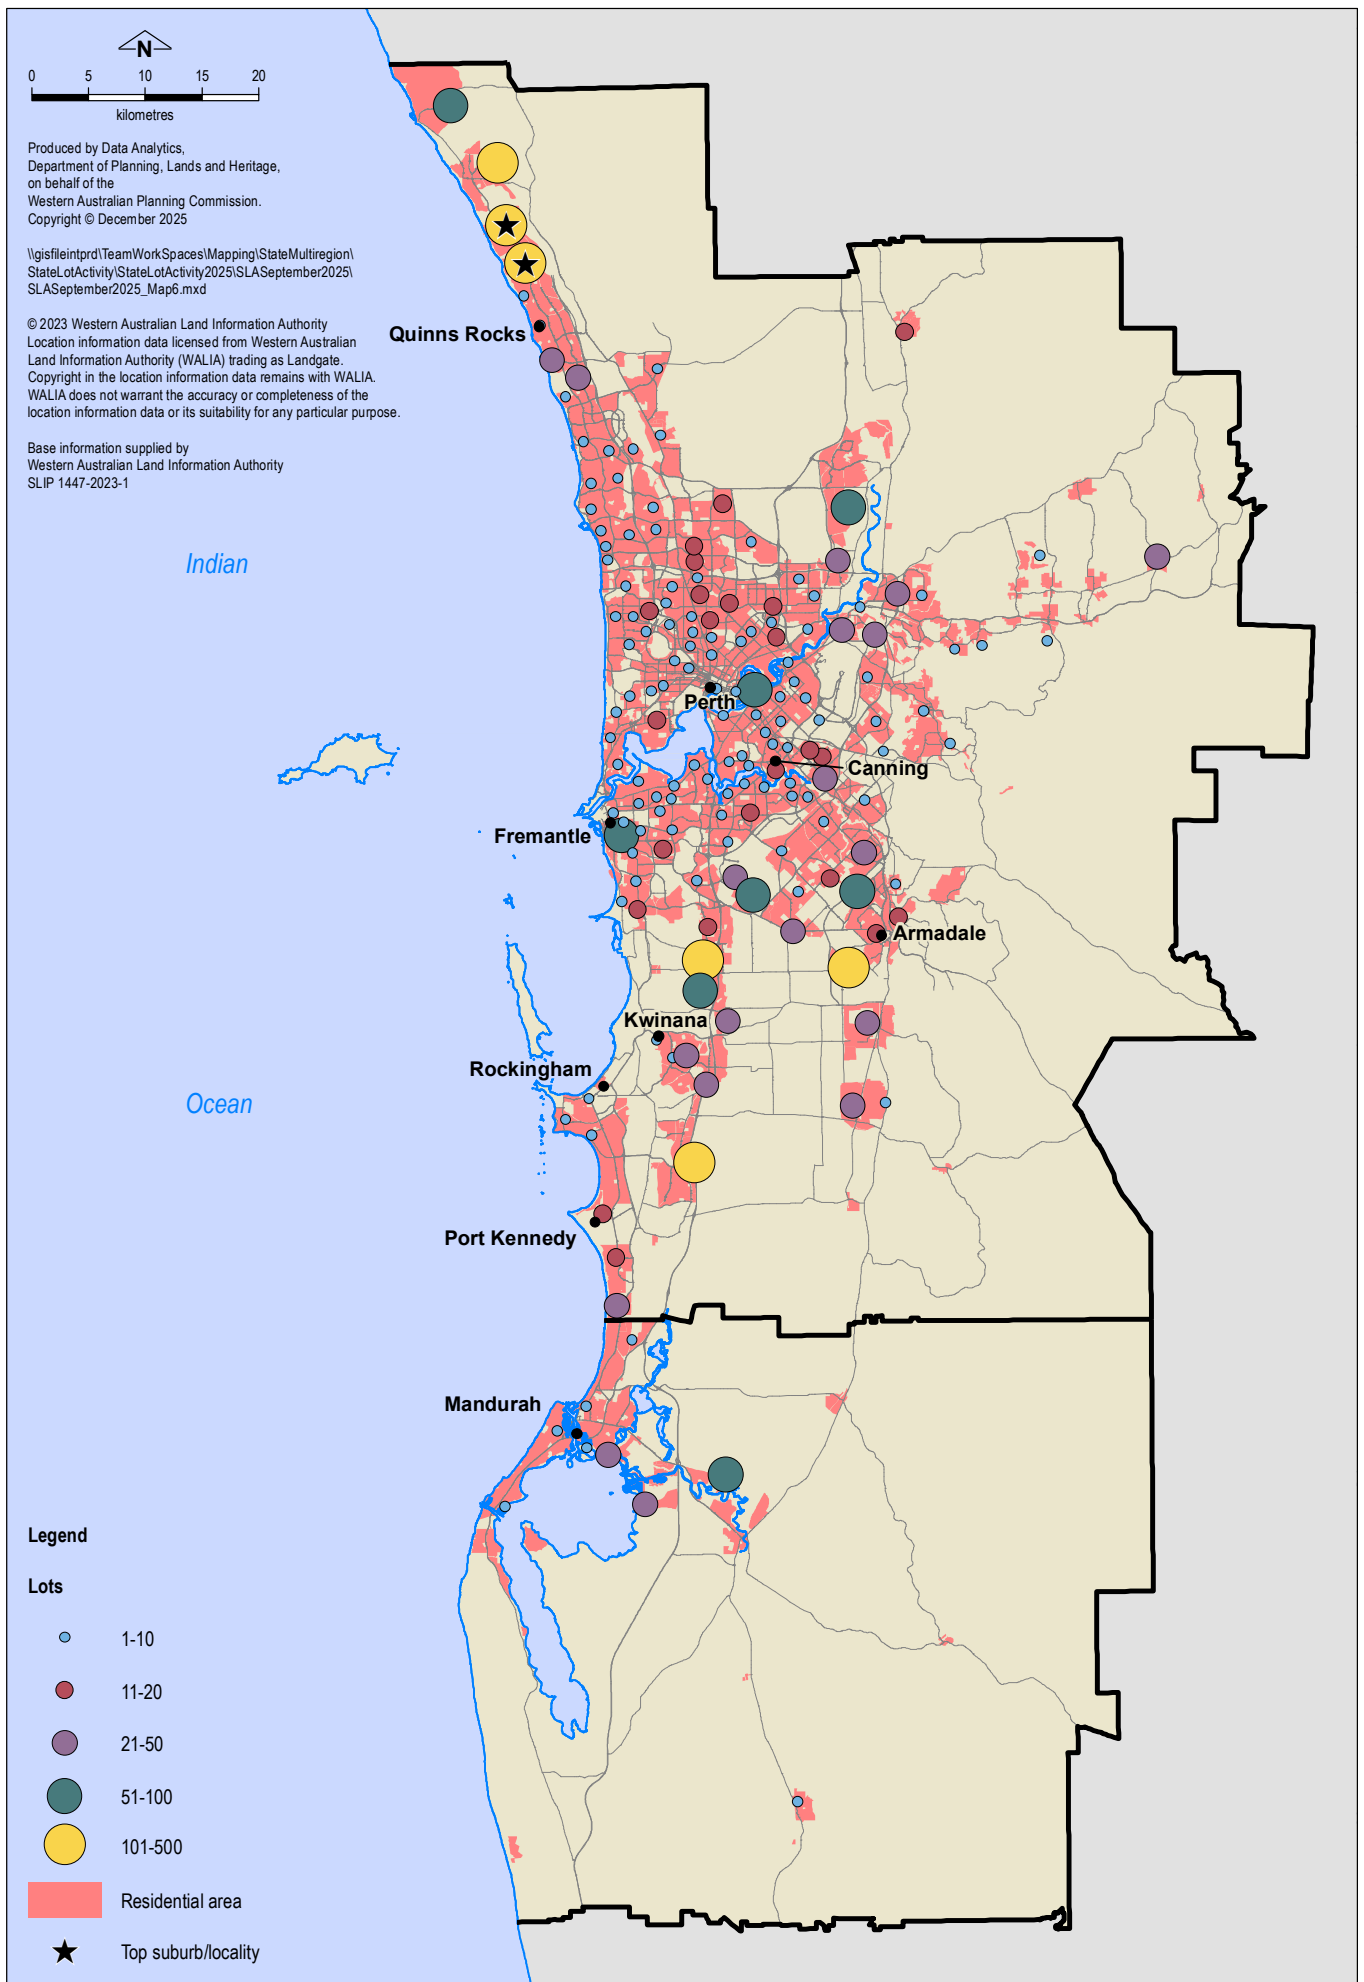 N
0 5 10 15 20
kilometres
Produced by Data Analytics,
Department of Planning, Lands and Heritage,
on behalf of the
Western Australian Planning Commission.
Copyright © December 2025
\\gisfileintprd\TeamWorkSpaces\Mapping\StateMultiregion\
StateLotActivity\StateLotActivity2025\SLASeptember2025\
SLASeptember2025_Map6.mxd
© 2023 Western Australian Land Information Authority
Location information data licensed from Western Australian
Land Information Authority (WALIA) trading as Landgate.
Copyright in the location information data remains with WALIA.
WALIA does not warrant the accuracy or completeness of the
location information data or its suitability for any particular purpose.
Base information supplied by
Western Australian Land Information Authority
SLIP 1447-2023-1
Quinns Rocks
Indian
Perth
Canning
Fremantle
Armadale
Kwinana
Rockingham
Ocean
Port Kennedy
Mandurah
Legend
Lots
1-10
11-20
21-50
51-100
101-500
Residential area
Top suburb/locality